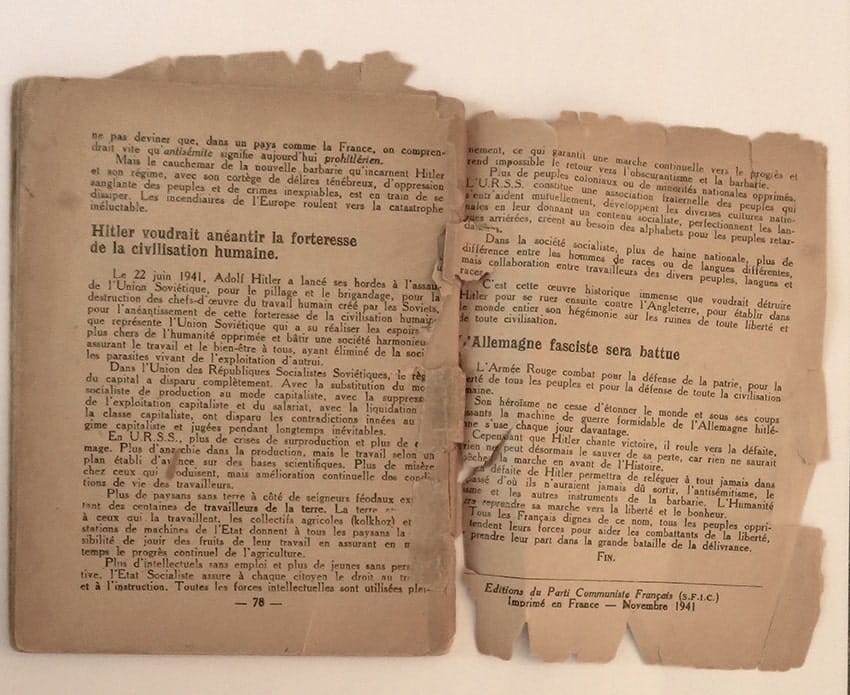 ne pas deviner que, dans un pays comme la France, on compren-
drait vite qu'antisémite signifie aujourd'hui prohitlérien.
Mais le cauchemar de la nouvelle barbarie qu'incarnent Hitler
et son régime, avec son cortège de délires ténébreux, d'oppression
sanglante des peuples et de crimes inexpiables, est en train de se
dissiper. Les incendiaires de l'Europe roulent vers la catastrophe
inéluctable.
Hitler voudrait anéantir la forteresse
de la civilisation humaine.
Le 22 juin 1941, Adolf Hitler a lancé ses hordes à l'assau
de l'Union Soviétique, pour le pillage et le brigandage, pour la
destruction des chefs-d'œuvre du travail humain créé par les Soviets,
pour l'anéantissement de cette forteresse de la civilisation humain
que représente l'Union Soviétique qui a su réaliser les espoirs
plus chers de l'humanité opprimée et bâtir une société harmonieu
assurant le travail et le bien-être à tous, ayant éliminé de la soci
les parasites vivant de l'exploitation d'autrui.
Dans l'Union des Républiques Socialistes Soviétiques, le règ
du capital a disparu complètement. Avec la substitution du mo
socialiste de production au mode capitaliste, avec la suppress
de l'exploitation capitaliste et du salariat, avec la liquidation
la classe capitaliste, ont disparu les contradictions innées au
gime capitaliste et jugées pendant longtemps inévitables.
En U.R.S.S., plus de crises de surproduction et plus de
mage. Plus d'anarchie dans la production, mais le travail selon un
plan établi d'avance sur des bases scientifiques. Plus de misère
chez ceux qui produisent, mais amélioration continuelle des condi
tions de vie des travailleurs.
Plus de paysans sans terre à côté de seigneurs féodaux ex
tant des centaines de travailleurs de la terre. La terre
à ceux qui la travaillent, les collectifs agricoles (kolkhoz) et
stations de machines de l'Etat donnent à tous les paysans la
sibilité de jouir des fruits de leur travail en assurant en m
temps le progrès continuel de l'agriculture.
Plus d'intellectuels sans emploi et plus de jeunes sans pers
tive, l'Etat Socialiste assure à chaque citoyen le droit au tr
et à l'instruction. Toutes les forces intellectuelles sont utilisées plei-
— 78 —
nement, ce qui garantit une marche continuelle vers le progrès et
rend impossible le retour vers l'obscurantisme et la barbarie.
Plus de peuples coloniaux ou de minorités nationales opprimés.
L'U.R.S.S. constitue une association fraternelle des peuples qui
s'entr'aident mutuellement, développent les diverses cultures natio-
nales en leur donnant un contenu socialiste, perfectionnent les lan-
gues arriérées, créent au besoin des alphabets pour les peuples retar-
dataires.
Dans la société socialiste, plus de haine nationale, plus de
différence entre les hommes de races ou de langues différentes,
mais collaboration entre travailleurs des divers peuples, langues et
races.
C'est cette œuvre historique immense que voudrait détruire
Hitler pour se ruer ensuite contre l'Angleterre, pour établir dans
le monde entier son hégémonie sur les ruines de toute liberté et
de toute civilisation.
L'Allemagne fasciste sera battue
L'Armée Rouge combat pour la défense de la patrie, pour la
erté de tous les peuples et pour la défense de toute la civilisation
maine.
Son héroïsme ne cesse d'étonner le monde et sous ses coups
ssants la machine de guerre formidable de l'Allemagne hitlé-
ne s'use chaque jour davantage.
Cependant que Hitler chante victoire, il roule vers la défaite,
rien ne peut désormais le sauver de sa perte, car rien ne saurait
pêcher la marche en avant de l'Histoire.
défaite de Hitler permettra de reléguer à tout jamais dans
passé d'où ils n'auraient jamais dû sortir, l'antisémitisme, le
sme et les autres instruments de la barbarie. L'Humanité
ra reprendre sa marche vers la liberté et le bonheur.
Tous les Français dignes de ce nom, tous les peuples oppri-
tendent leurs forces pour aider les combattants de la liberté,
prendre leur part dans la grande bataille de la délivrance.
FIN.
Editions du Parti Communiste Français (S.F.I.C.)
Imprimé en France — Novembre 1941